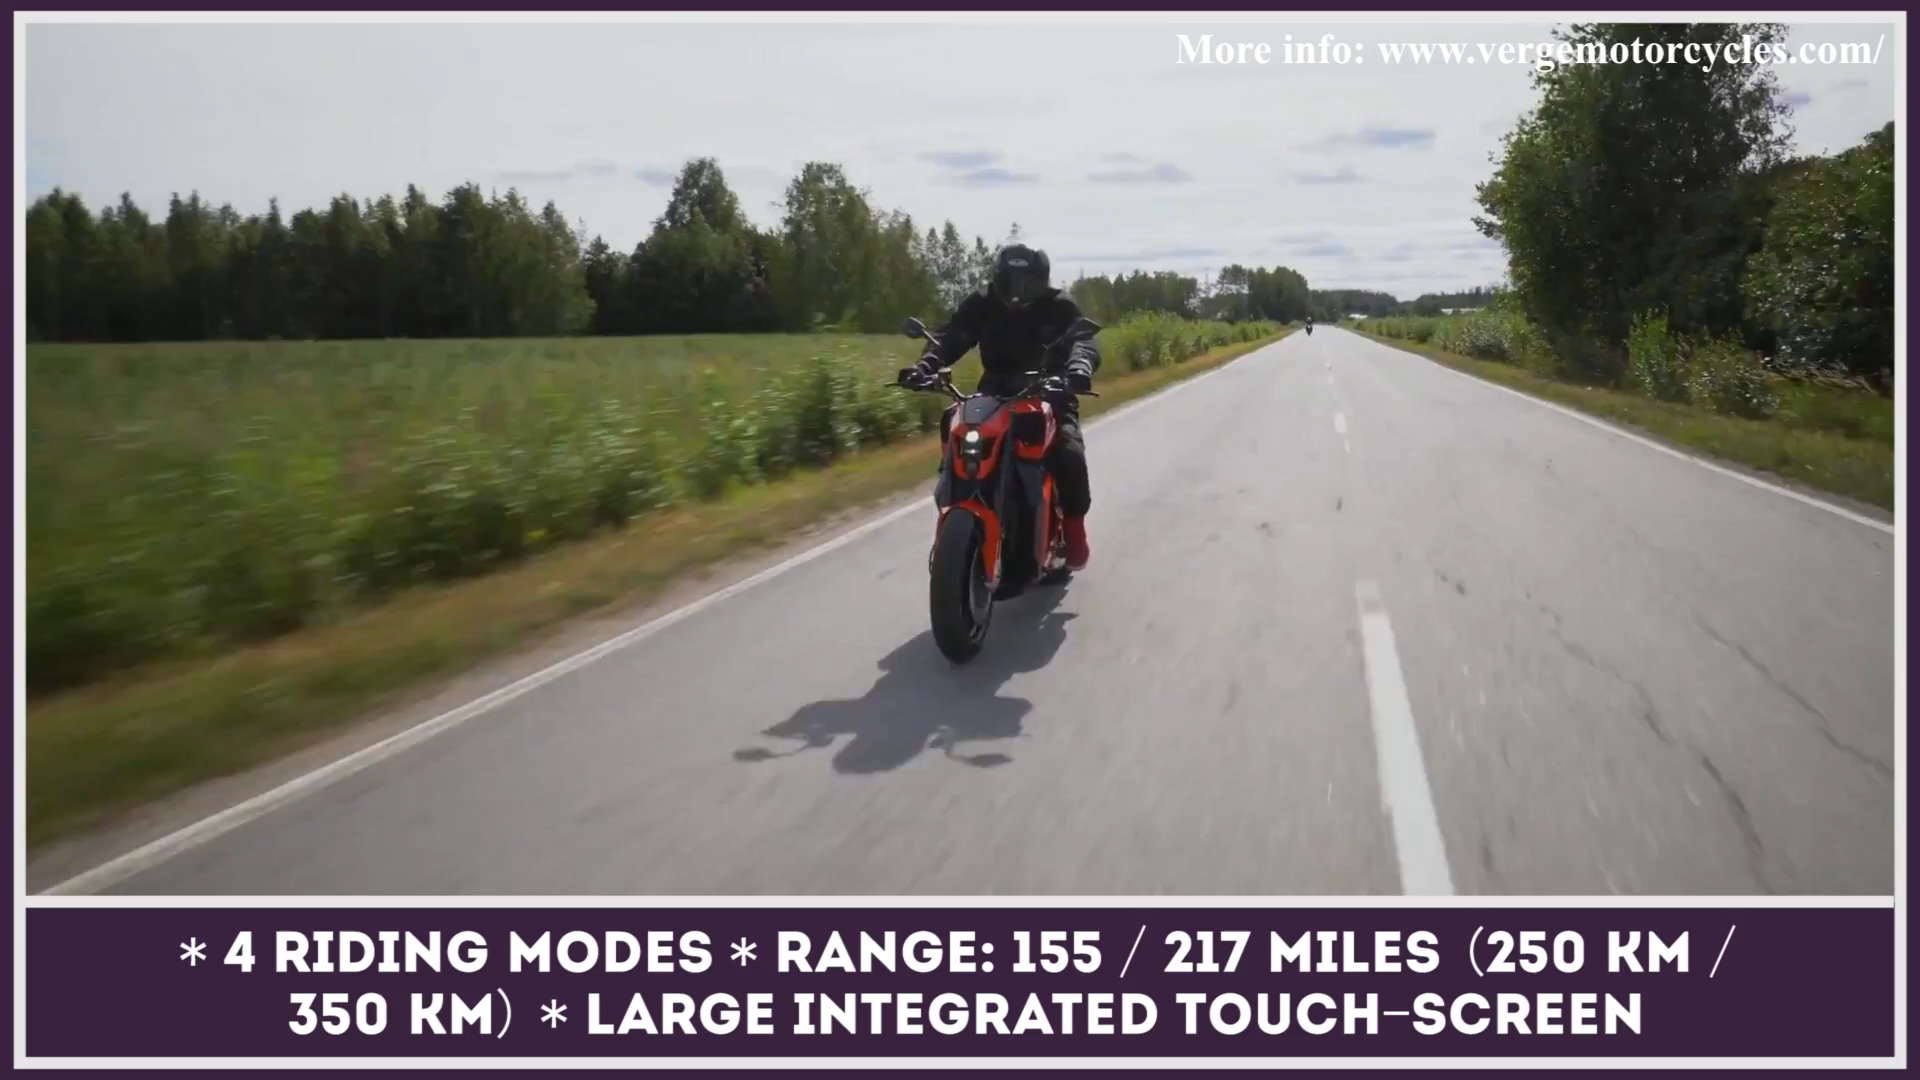 More info: www.vergemotorcycles.com/
* 4 RIDING MODES * RANGE: 155 / 217 MILES (250 KM /
350 KM) * LARGE INTEGRATED TOUCH-SCREEN